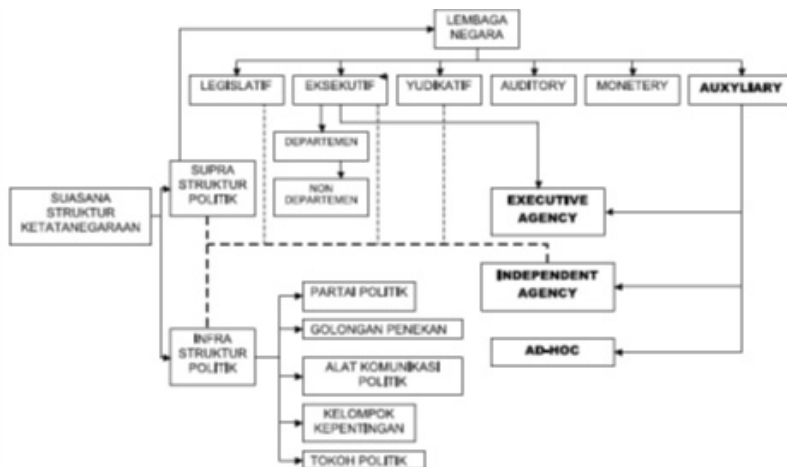 LEMBAGA
NEGARA
LEGISLATIF
EKSEKUTIF
YUDIKATIF
AUDITORY
MONETERY
AUXYLIARY
DEPARTEMEN
NON
DEPARTEMEN
SUPRA
STRUKTUR
POLITIK
SUASANA
STRUKTUR
KETATANEGARAAN
EXECUTIVE
AGENCY
INDEPENDENT
AGENCY
AD-HOC
INFRA
STRUKTUR
POLITIK
PARTAI POLITIK
GOLONGAN PENEKAN
ALAT KOMUNIKASI
POLITIK
KELOMPOK
KEPENTINGAN
TOKOH POLITIK